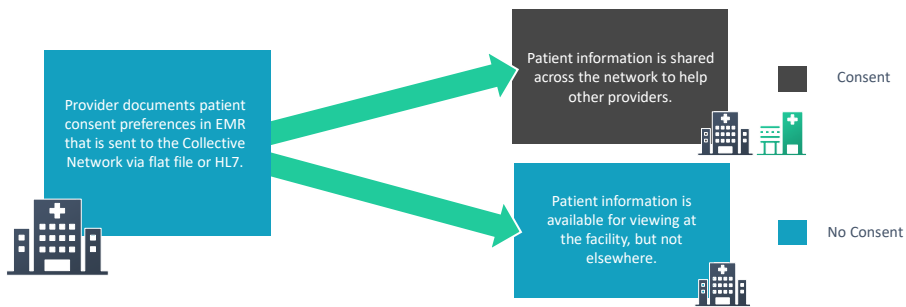 Provider documents patient
consent preferences in EMR
that is sent to the Collective
Network via flat file or HL7.
Patient information is shared
across the network to help
other providers.
Consent
Patient information is
available for viewing at
the facility, but not
elsewhere.
No Consent